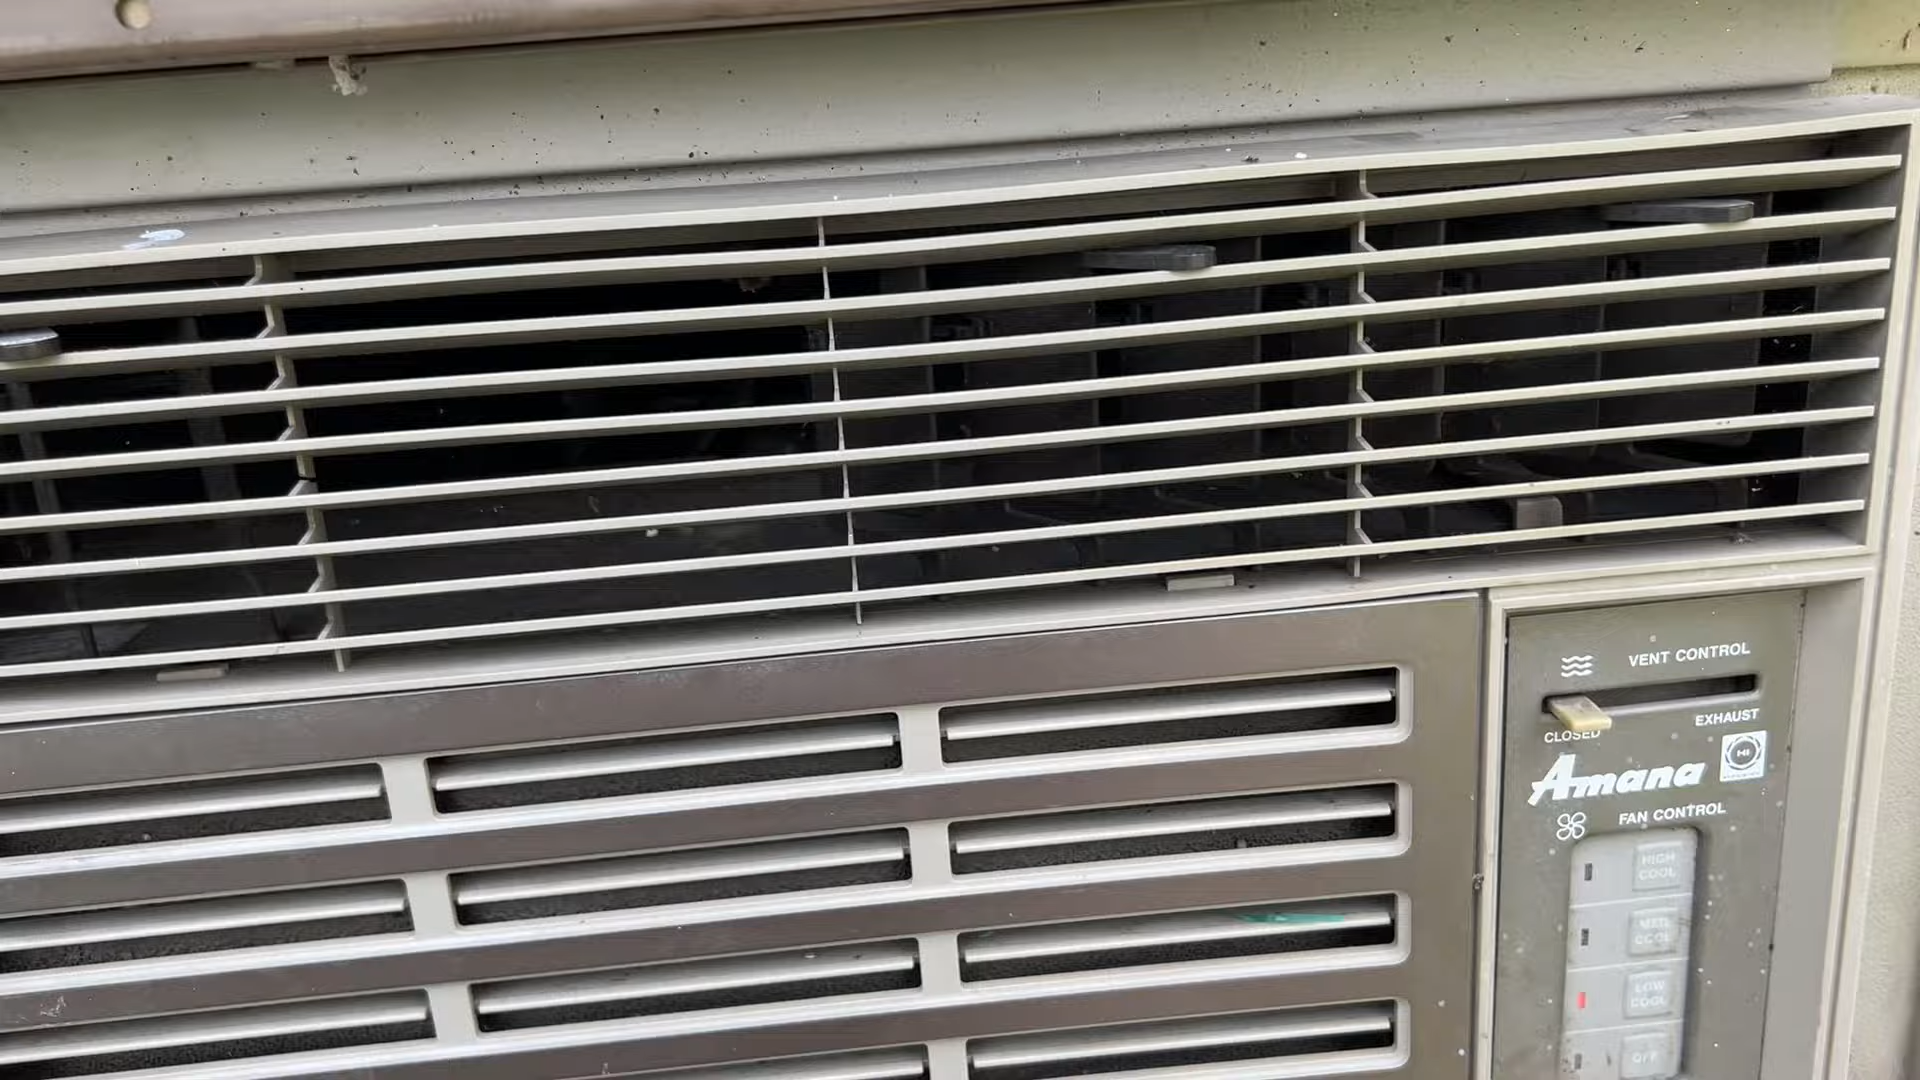 VENT CONTROL
EXHAUST
CLOSED
Amana
FAN CONTROL
HIGH
COOL
MED
COOL
LOW
COOL
OFF